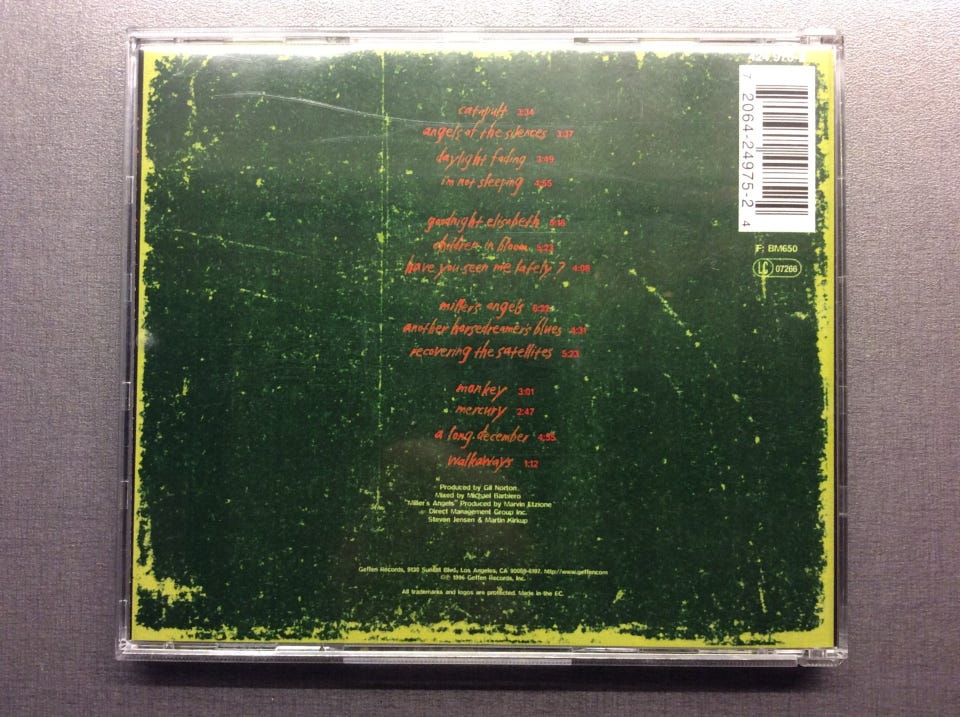 catapult 3:34
angels of the silences 3:37
daylight fading 3:49
i'm not sleeping 4:55
goodnight elisabeth 5:18
children in bloom 5:23
have you seen me lately? 4:08
miller's angels 6:32
another horsedreamer's blues 4:31
recovering the satellites 5:23
monkey 3:01
mercury 2:47
a long december 4:55
walkaways 1:12
Produced by Gil Norton
Mixed by Michael Barbiero
"Miller's Angels" Produced by Marvin Etzioni
Direct Management Group Inc.
Steven Jensen & Martin Kirkup
Geffen Records, 9130 Sunset Blvd., Los Angeles, CA 90069-6197. http://www.geffen.com
©℗ 1996 Geffen Records, Inc.
All trademarks and logos are protected. Made in the EC.
7 2064-24975-2 4
F: BM650
LC 07266